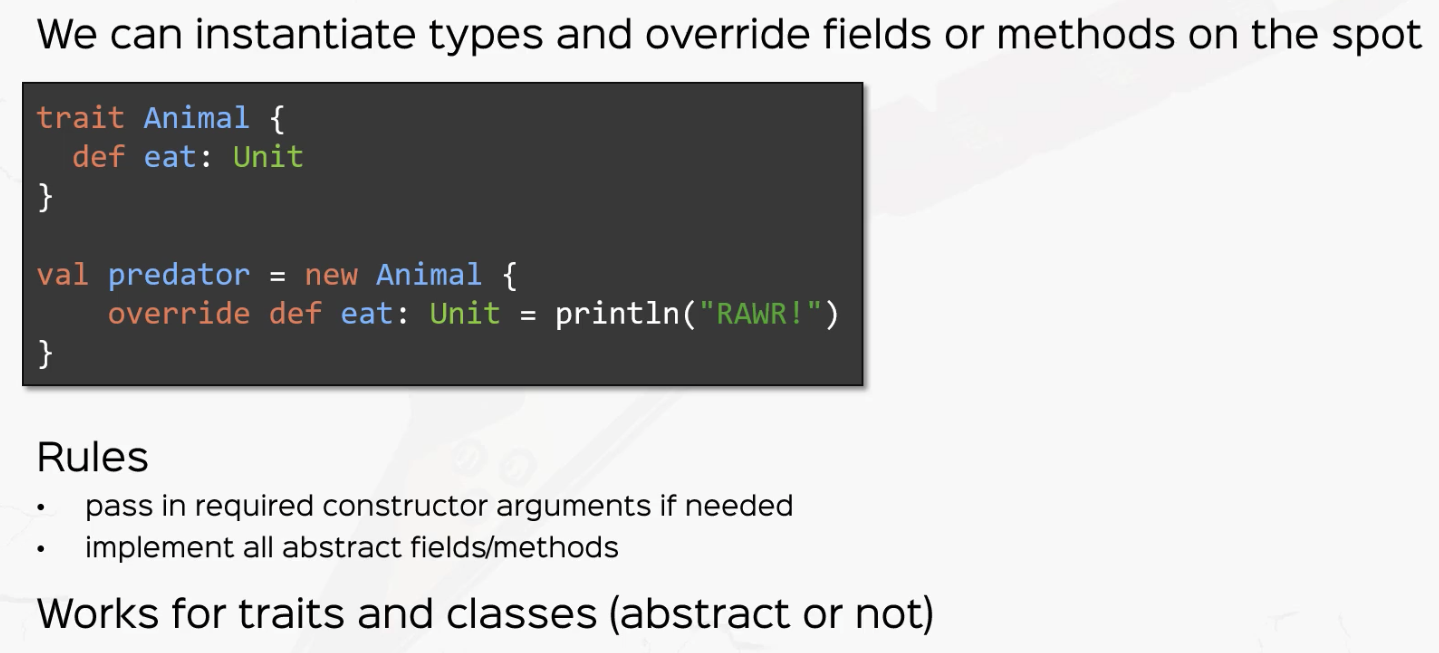 We can instantiate types and override fields or methods on the spot
trait Animal {
  def eat: Unit
}

val predator = new Animal {
    override def eat: Unit = println("RAWR!")
}
Rules
• pass in required constructor arguments if needed
• implement all abstract fields/methods
Works for traits and classes (abstract or not)